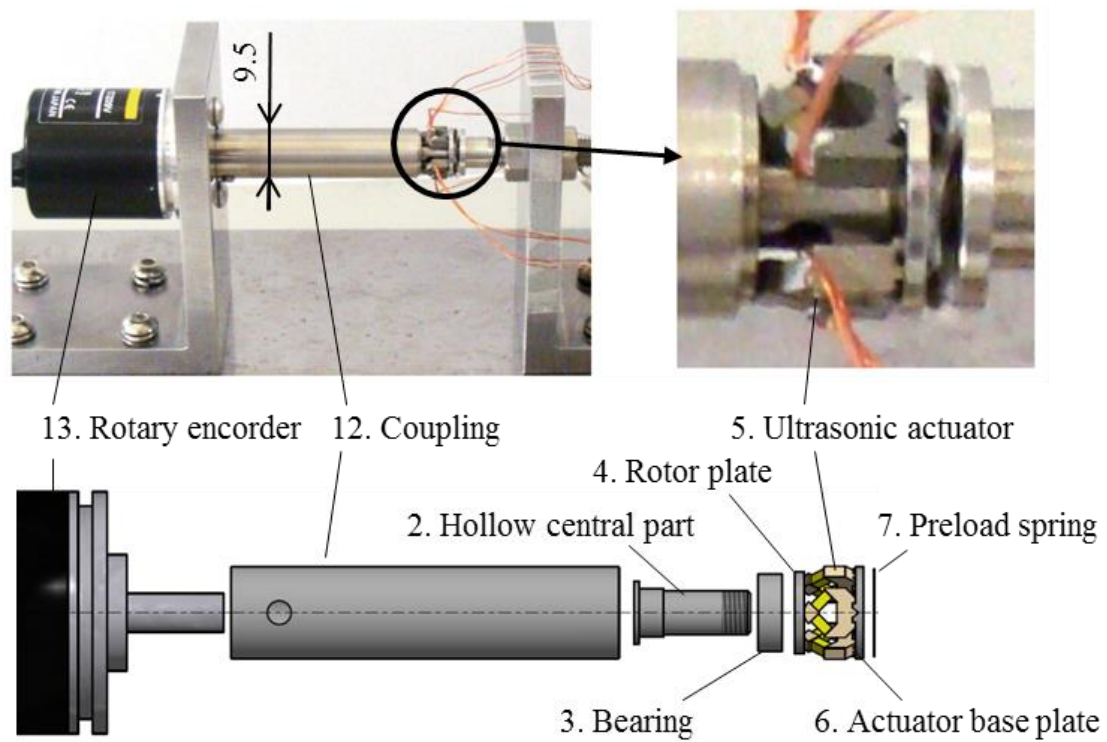 9.5
13. Rotary encorder
12. Coupling
5. Ultrasonic actuator
4. Rotor plate
2. Hollow central part
7. Preload spring
3. Bearing
6. Actuator base plate